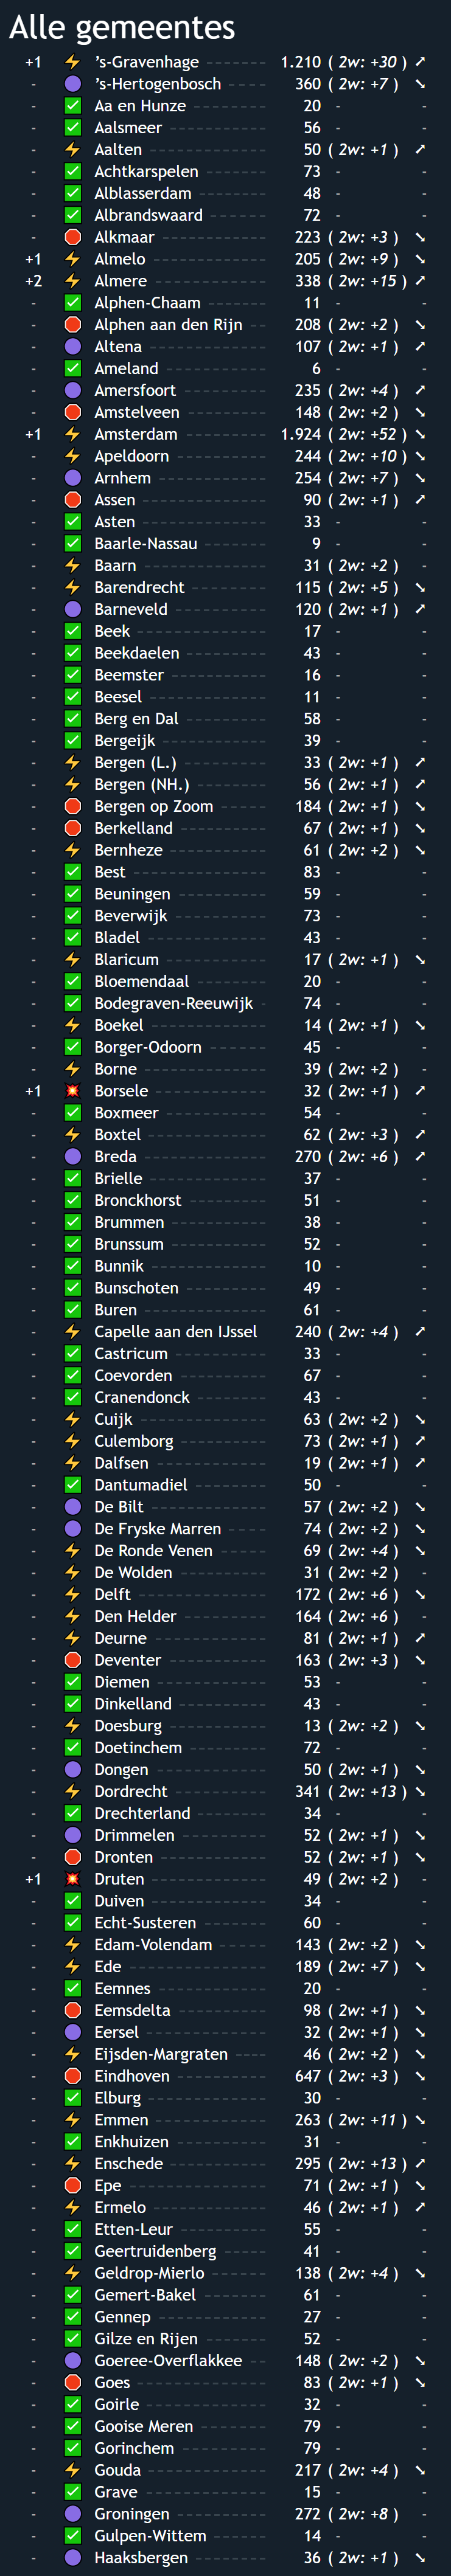 Alle gemeentes
+1 ⚡ ’s-Gravenhage 1.210 ( 2w: +30 ) ➚
- 🟣 ’s-Hertogenbosch 360 ( 2w: +7 ) ➘
- ✅ Aa en Hunze 20 - -
- ✅ Aalsmeer 56 - -
- ⚡ Aalten 50 ( 2w: +1 ) ➚
- ✅ Achtkarspelen 73 - -
- ✅ Alblasserdam 48 - -
- ✅ Albrandswaard 72 - -
- 🛑 Alkmaar 223 ( 2w: +3 ) ➘
+1 ⚡ Almelo 205 ( 2w: +9 ) ➘
+2 ⚡ Almere 338 ( 2w: +15 ) ➚
- ✅ Alphen-Chaam 11 - -
- 🛑 Alphen aan den Rijn 208 ( 2w: +2 ) ➘
- 🟣 Altena 107 ( 2w: +1 ) ➚
- ✅ Ameland 6 - -
- 🟣 Amersfoort 235 ( 2w: +4 ) ➚
- 🛑 Amstelveen 148 ( 2w: +2 ) ➘
+1 ⚡ Amsterdam 1.924 ( 2w: +52 ) ➘
- ⚡ Apeldoorn 244 ( 2w: +10 ) ➘
- 🟣 Arnhem 254 ( 2w: +7 ) ➘
- 🛑 Assen 90 ( 2w: +1 ) ➚
- ✅ Asten 33 - -
- ✅ Baarle-Nassau 9 - -
- ⚡ Baarn 31 ( 2w: +2 ) -
- ⚡ Barendrecht 115 ( 2w: +5 ) ➘
- 🟣 Barneveld 120 ( 2w: +1 ) ➚
- ✅ Beek 17 - -
- ✅ Beekdaelen 43 - -
- ✅ Beemster 16 - -
- ✅ Beesel 11 - -
- ✅ Berg en Dal 58 - -
- ✅ Bergeijk 39 - -
- ⚡ Bergen (L.) 33 ( 2w: +1 ) ➚
- ⚡ Bergen (NH.) 56 ( 2w: +1 ) ➚
- 🛑 Bergen op Zoom 184 ( 2w: +1 ) ➘
- 🛑 Berkelland 67 ( 2w: +1 ) ➘
- ⚡ Bernheze 61 ( 2w: +2 ) ➘
- ✅ Best 83 - -
- ✅ Beuningen 59 - -
- ✅ Beverwijk 73 - -
- ✅ Bladel 43 - -
- ⚡ Blaricum 17 ( 2w: +1 ) ➘
- ✅ Bloemendaal 20 - -
- ✅ Bodegraven-Reeuwijk 74 - -
- ⚡ Boekel 14 ( 2w: +1 ) ➘
- ✅ Borger-Odoorn 45 - -
- ⚡ Borne 39 ( 2w: +2 ) -
+1 💥 Borsele 32 ( 2w: +1 ) ➚
- ✅ Boxmeer 54 - -
- ⚡ Boxtel 62 ( 2w: +3 ) ➚
- 🟣 Breda 270 ( 2w: +6 ) ➚
- ✅ Brielle 37 - -
- ✅ Bronckhorst 51 - -
- ✅ Brummen 38 - -
- ✅ Brunssum 52 - -
- ✅ Bunnik 10 - -
- ✅ Bunschoten 49 - -
- ✅ Buren 61 - -
- ⚡ Capelle aan den IJssel 240 ( 2w: +4 ) ➚
- ✅ Castricum 33 - -
- ✅ Coevorden 67 - -
- ✅ Cranendonck 43 - -
- ⚡ Cuijk 63 ( 2w: +2 ) ➘
- ⚡ Culemborg 73 ( 2w: +1 ) ➚
- ⚡ Dalfsen 19 ( 2w: +1 ) ➚
- ✅ Dantumadiel 50 - -
- 🟣 De Bilt 57 ( 2w: +2 ) ➘
- 🟣 De Fryske Marren 74 ( 2w: +2 ) ➘
- ⚡ De Ronde Venen 69 ( 2w: +4 ) ➘
- ⚡ De Wolden 31 ( 2w: +2 ) -
- ⚡ Delft 172 ( 2w: +6 ) ➘
- ⚡ Den Helder 164 ( 2w: +6 ) -
- ⚡ Deurne 81 ( 2w: +1 ) ➚
- 🛑 Deventer 163 ( 2w: +3 ) ➘
- ✅ Diemen 53 - -
- ✅ Dinkelland 43 - -
- ⚡ Doesburg 13 ( 2w: +2 ) ➘
- ✅ Doetinchem 72 - -
- 🟣 Dongen 50 ( 2w: +1 ) ➘
- ⚡ Dordrecht 341 ( 2w: +13 ) ➘
- ✅ Drechterland 34 - -
- 🟣 Drimmelen 52 ( 2w: +1 ) ➘
- 🛑 Dronten 52 ( 2w: +1 ) ➘
+1 💥 Druten 49 ( 2w: +2 ) -
- ✅ Duiven 34 - -
- ✅ Echt-Susteren 60 - -
- ⚡ Edam-Volendam 143 ( 2w: +2 ) ➘
- ⚡ Ede 189 ( 2w: +7 ) ➘
- ✅ Eemnes 20 - -
- 🛑 Eemsdelta 98 ( 2w: +1 ) ➘
- 🟣 Eersel 32 ( 2w: +1 ) ➘
- ⚡ Eijsden-Margraten 46 ( 2w: +2 ) ➘
- 🛑 Eindhoven 647 ( 2w: +3 ) ➘
- ✅ Elburg 30 - -
- ⚡ Emmen 263 ( 2w: +11 ) ➘
- ✅ Enkhuizen 31 - -
- ⚡ Enschede 295 ( 2w: +13 ) ➚
- 🛑 Epe 71 ( 2w: +1 ) ➘
- ⚡ Ermelo 46 ( 2w: +1 ) ➚
- ✅ Etten-Leur 55 - -
- ✅ Geertruidenberg 41 - -
- ⚡ Geldrop-Mierlo 138 ( 2w: +4 ) ➘
- ✅ Gemert-Bakel 61 - -
- ✅ Gennep 27 - -
- ✅ Gilze en Rijen 52 - -
- 🟣 Goeree-Overflakkee 148 ( 2w: +2 ) ➘
- 🛑 Goes 83 ( 2w: +1 ) ➘
- ✅ Goirle 32 - -
- ✅ Gooise Meren 79 - -
- ✅ Gorinchem 79 - -
- ⚡ Gouda 217 ( 2w: +4 ) ➘
- ✅ Grave 15 - -
- 🟣 Groningen 272 ( 2w: +8 ) -
- ✅ Gulpen-Wittem 14 - -
- 🟣 Haaksbergen 36 ( 2w: +1 ) ➘